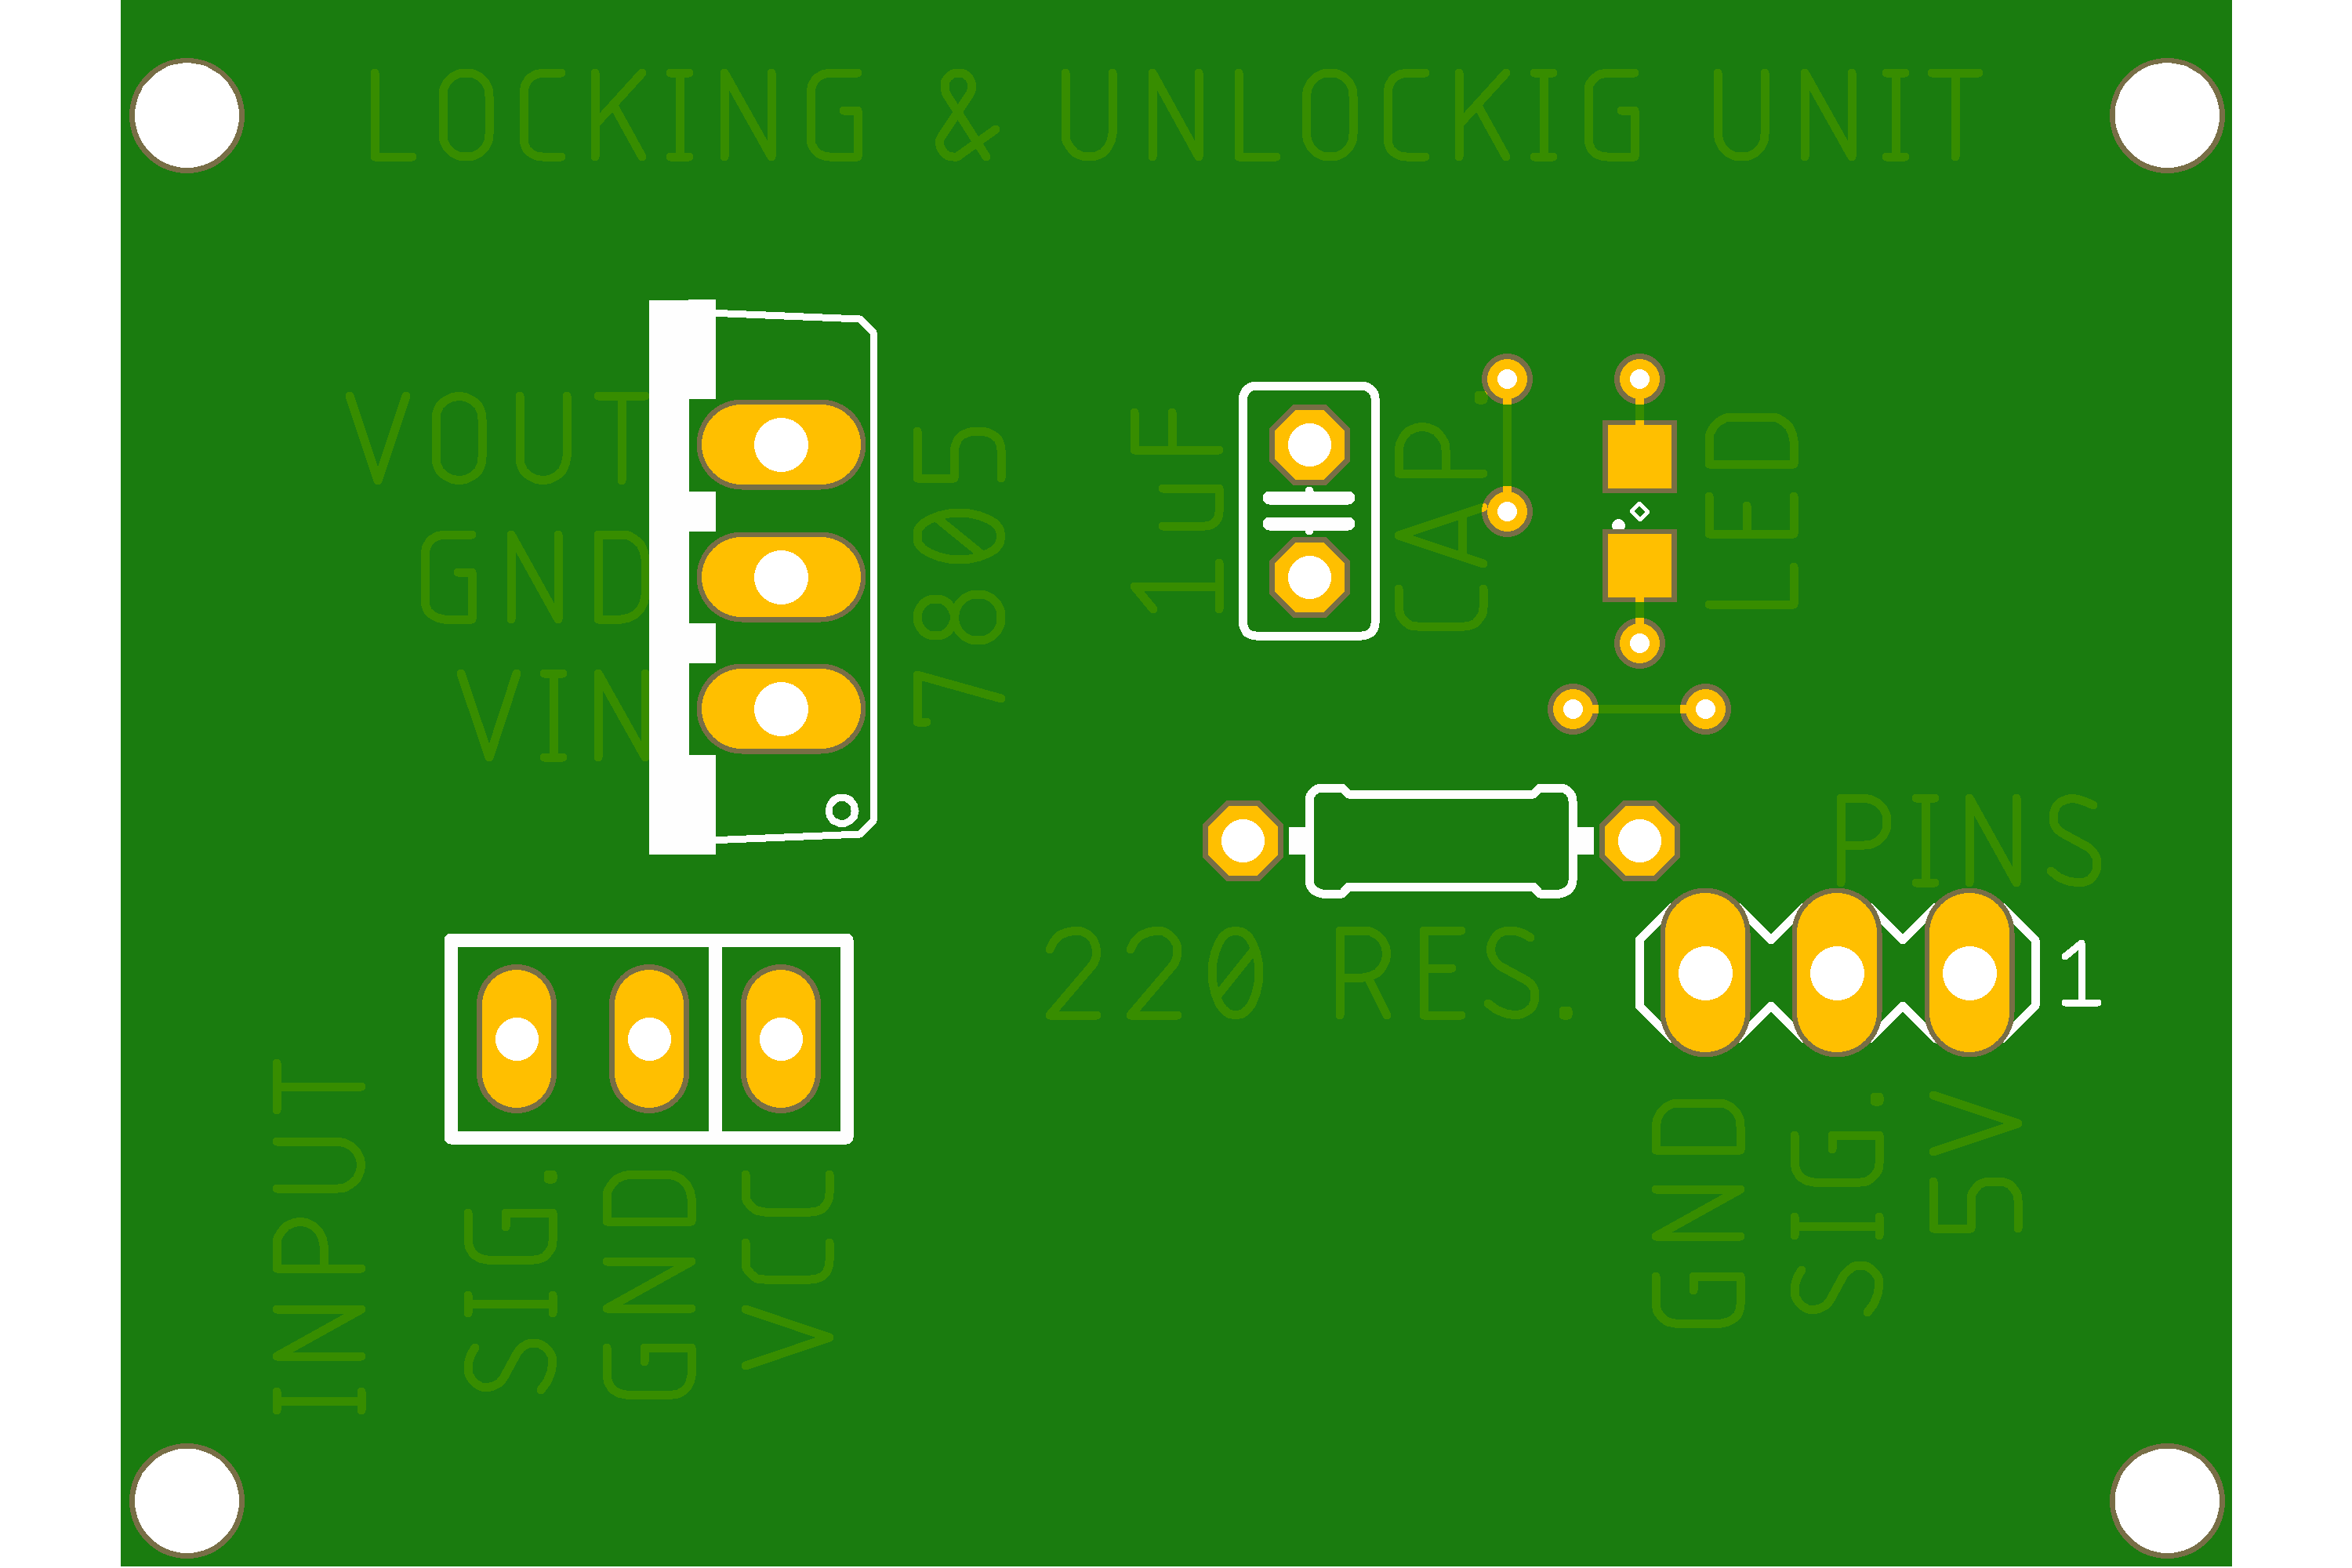 LOCKING & UNLOCKIG UNIT
VOUT
GND
VIN
7805
1uF
CAP.
LED
PINS
220 RES.
1
INPUT
SIG.
GND
VCC
GND
SIG.
5V